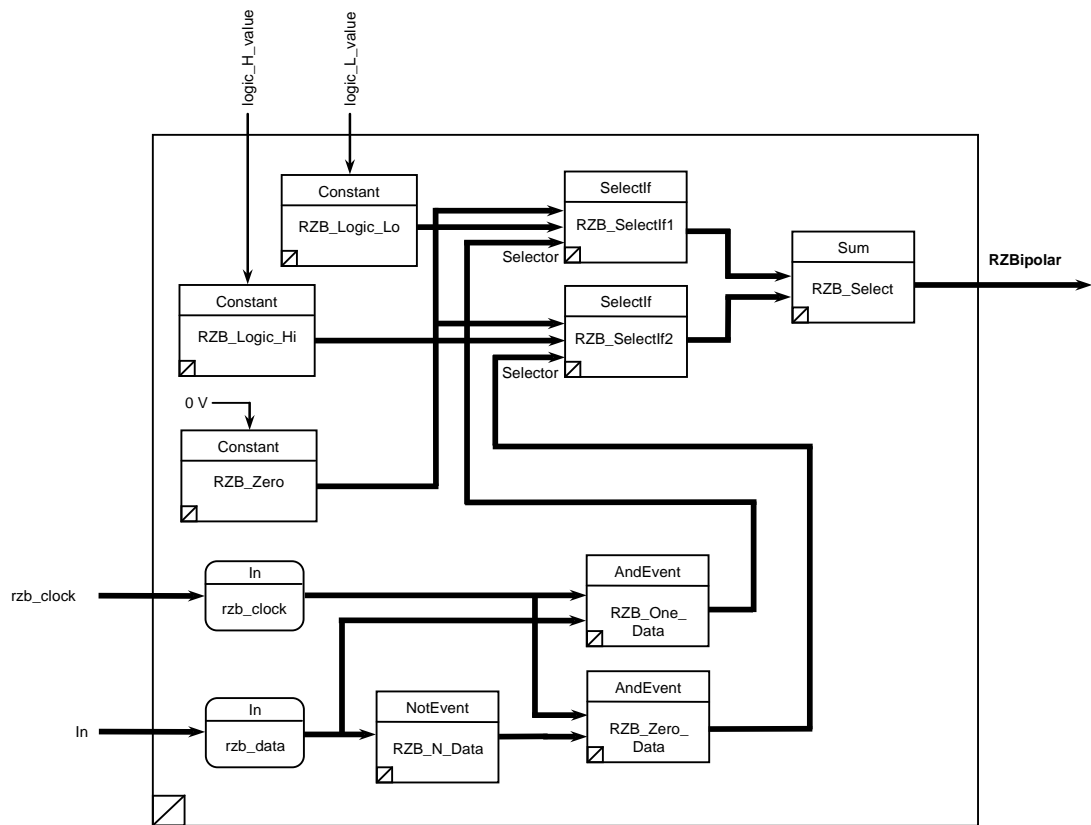 logic_H_value
logic_L_value
Constant
RZB_Logic_Lo
SelectIf
RZB_SelectIf1
Selector
Sum
RZB_Select
RZBipolar
Constant
RZB_Logic_Hi
SelectIf
RZB_SelectIf2
Selector
0 V
Constant
RZB_Zero
rzb_clock
In
rzb_clock
AndEvent
RZB_One_
Data
In
In
rzb_data
NotEvent
RZB_N_Data
AndEvent
RZB_Zero_
Data